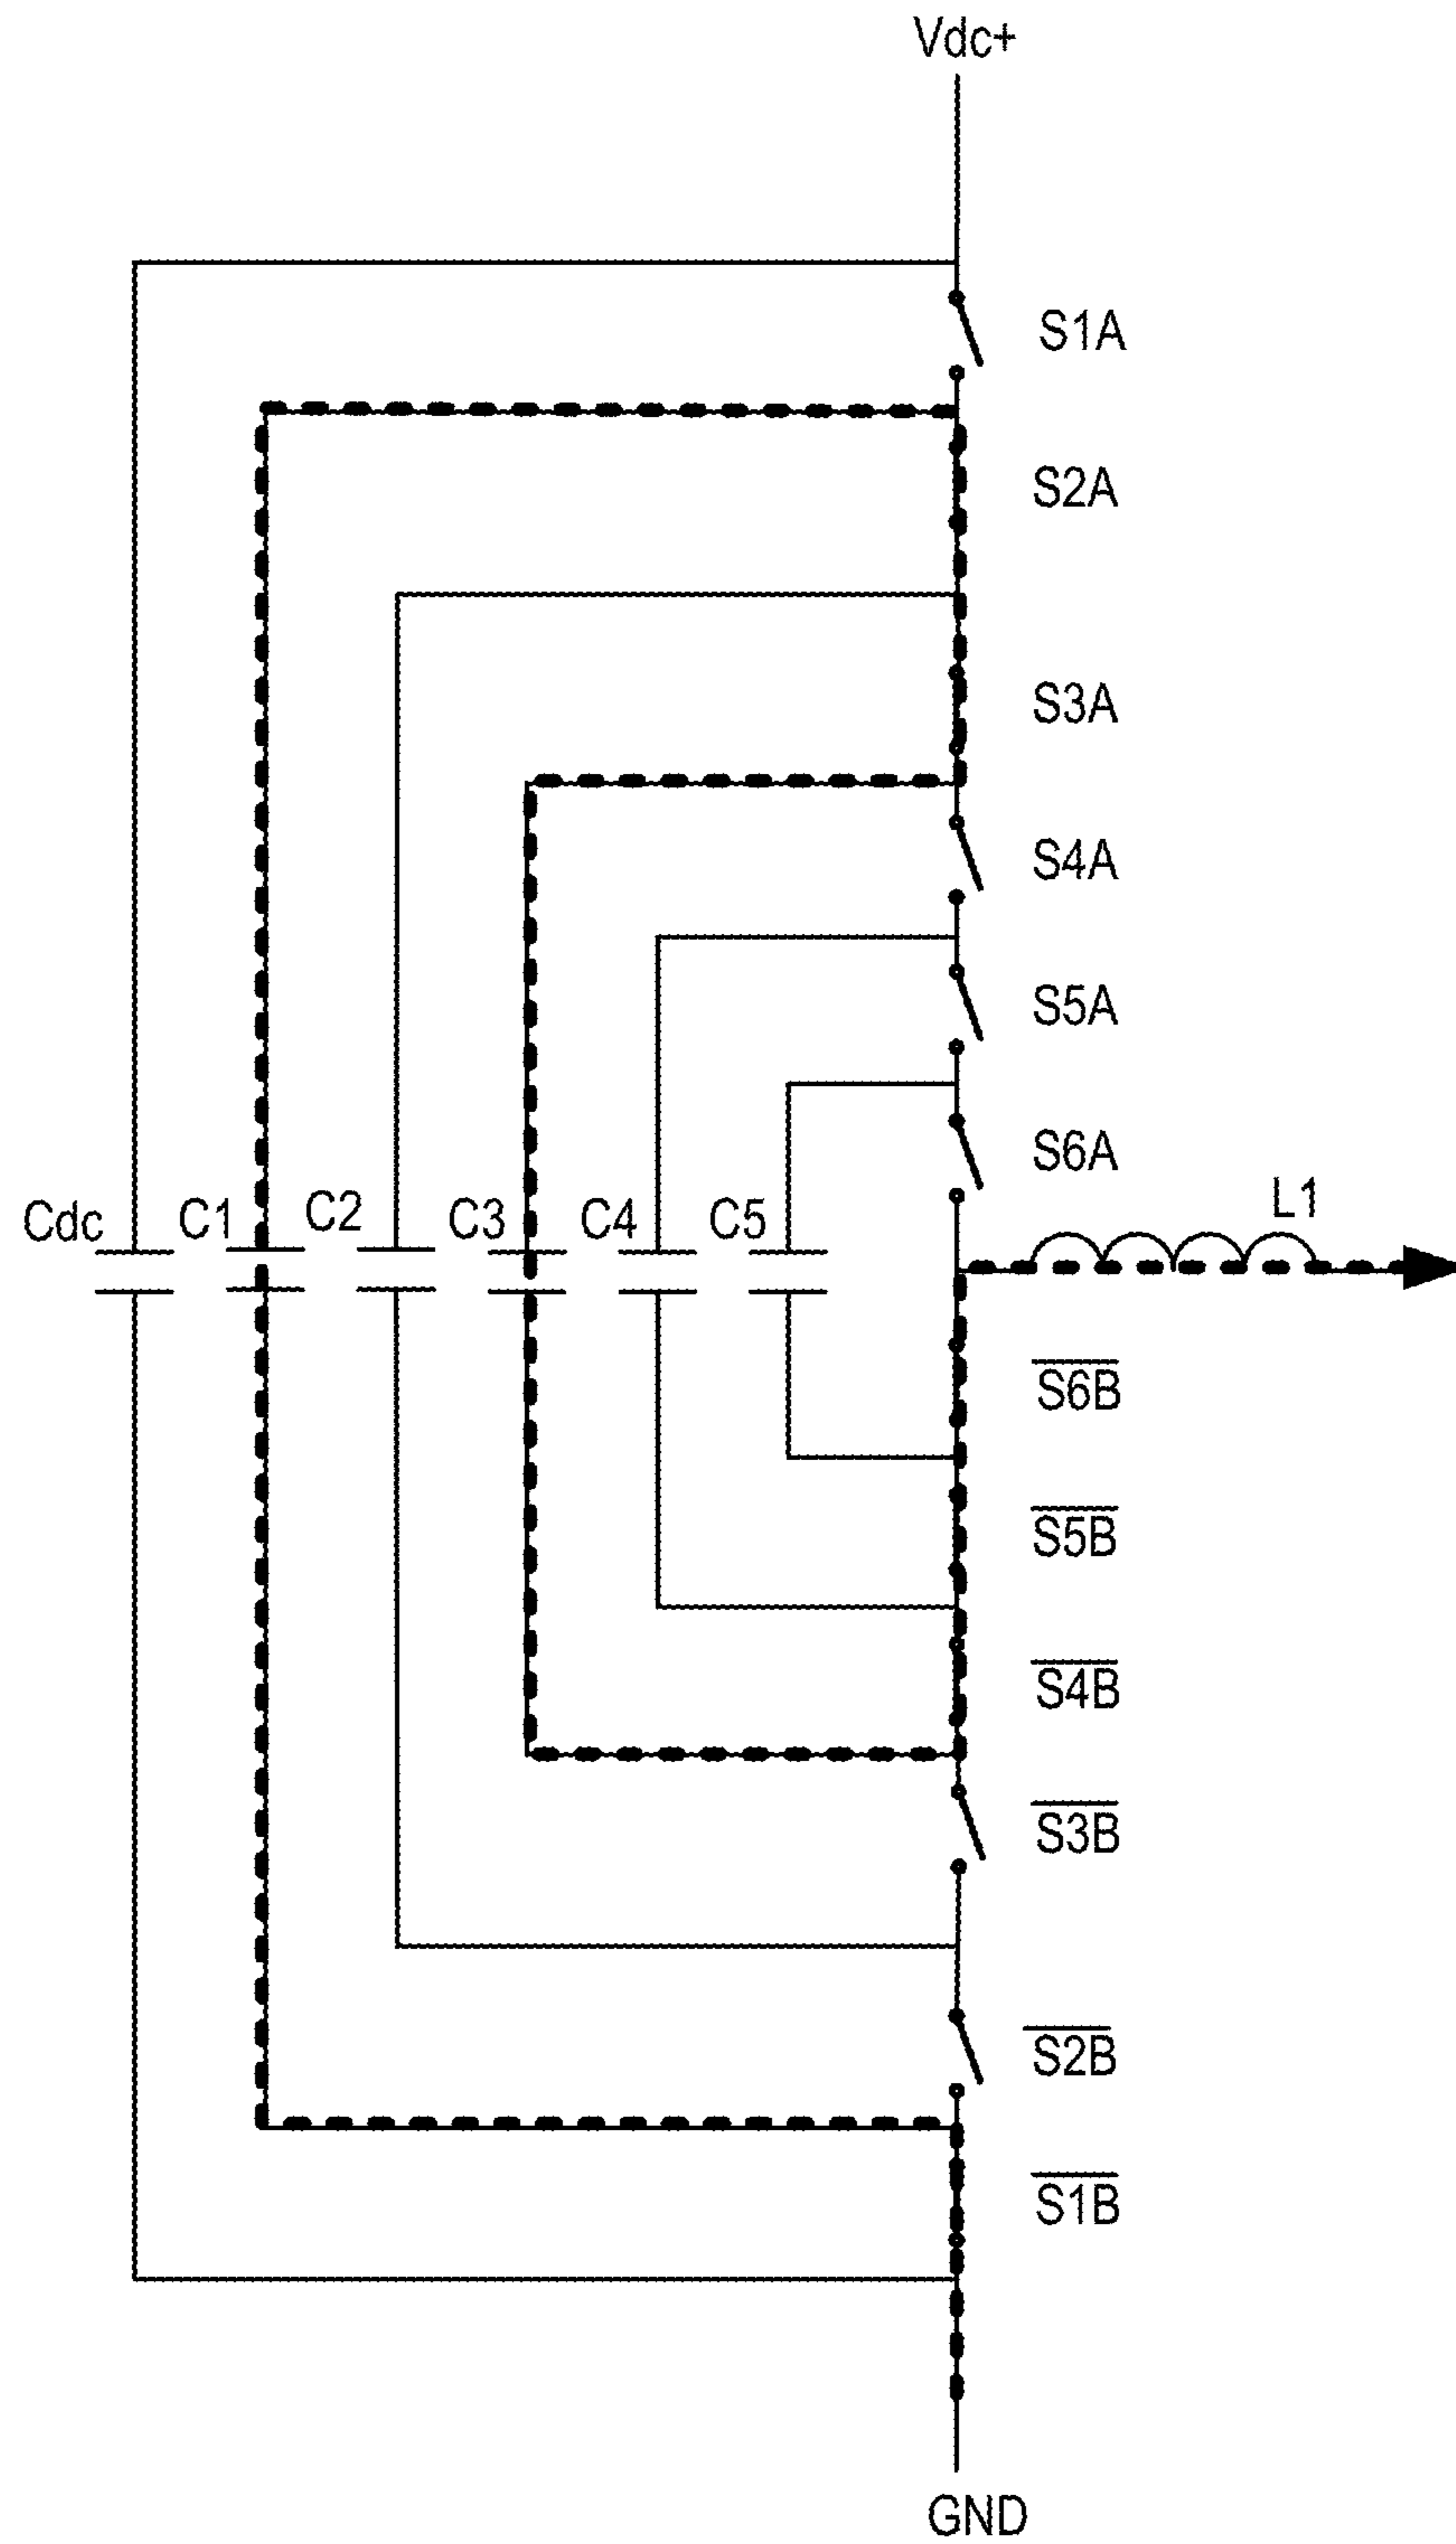 Vdc+
S1A
S2A
S3A
S4A
S5A
S6A
Cdc C1 C2 C3 C4 C5
L1
S6B
S5B
S4B
S3B
S2B
S1B
GND